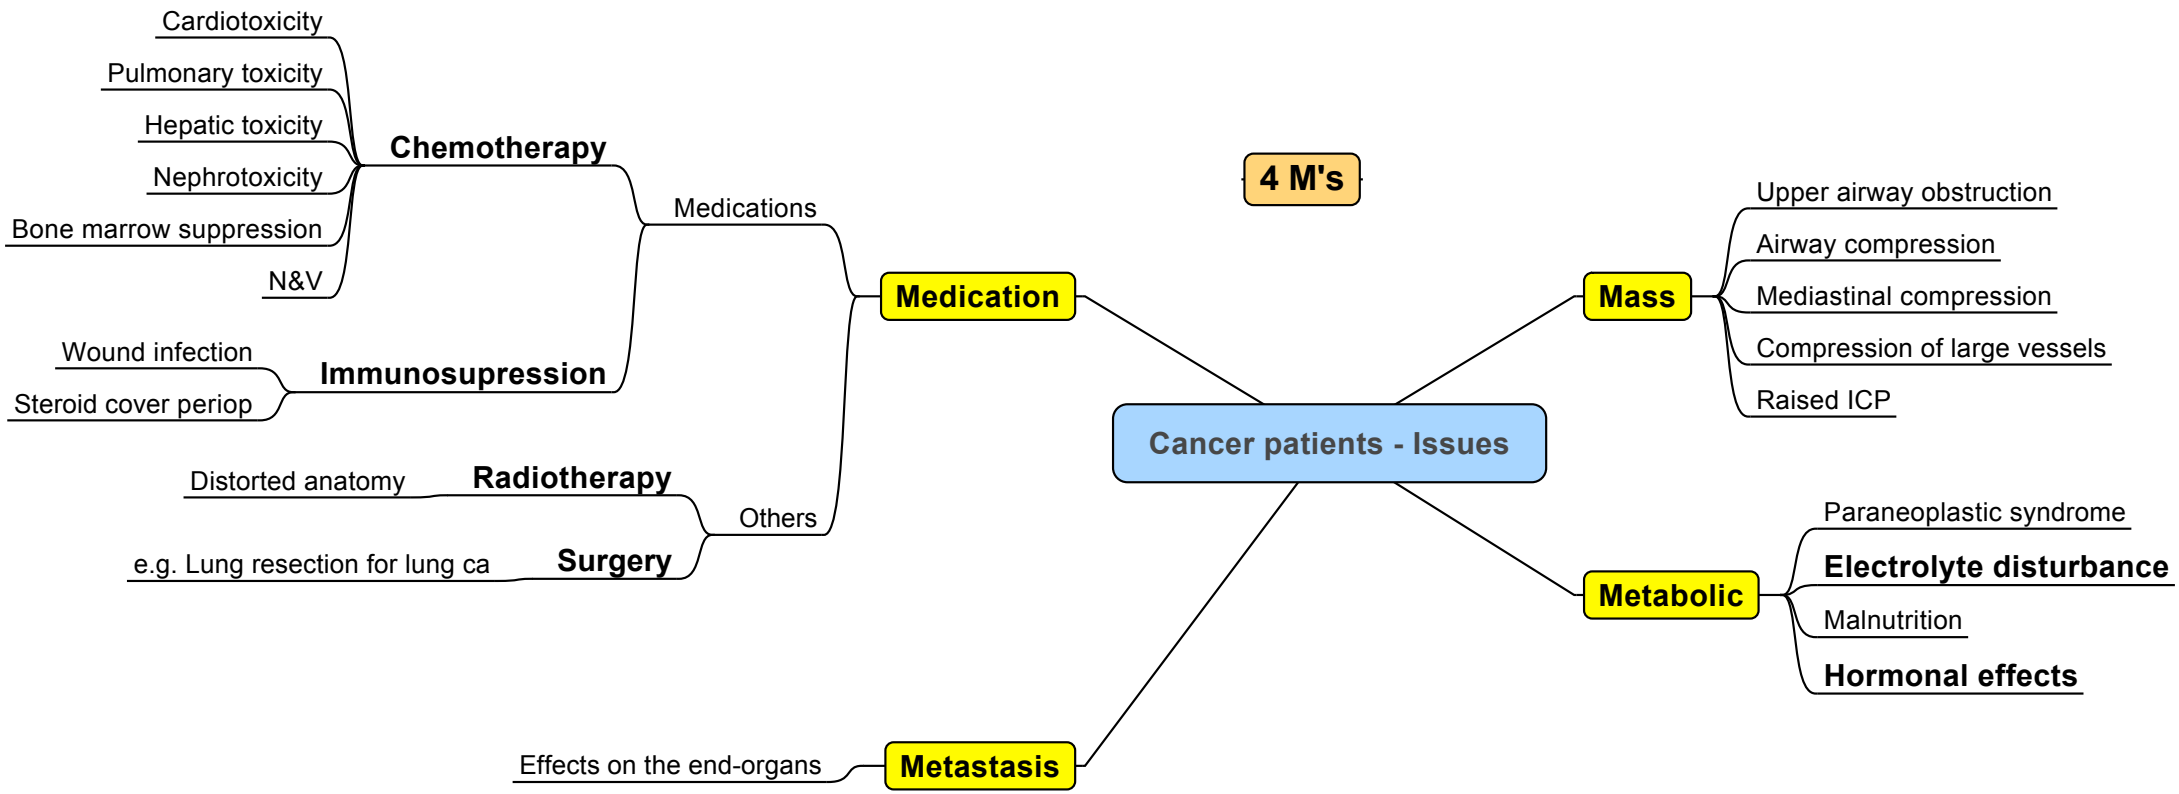 4 M's
Cancer patients - Issues
Mass
Upper airway obstruction
Airway compression
Mediastinal compression
Compression of large vessels
Raised ICP
Metabolic
Paraneoplastic syndrome
Electrolyte disturbance
Malnutrition
Hormonal effects
Medication
Medications
Chemotherapy
Cardiotoxicity
Pulmonary toxicity
Hepatic toxicity
Nephrotoxicity
Bone marrow suppression
N&V
Immunosupression
Wound infection
Steroid cover periop
Others
Radiotherapy
Distorted anatomy
Surgery
e.g. Lung resection for lung ca
Metastasis
Effects on the end-organs